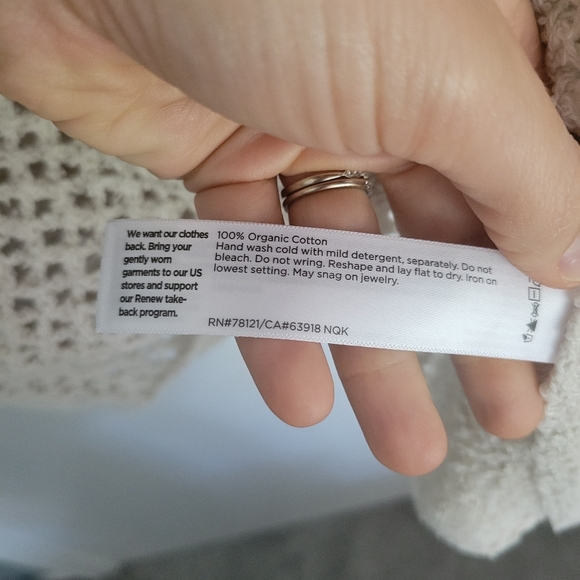 We want our clothes
back. Bring your
gently worn
garments to our US
stores and support
our Renew take-
back program.
100% Organic Cotton
Hand wash cold with mild detergent, separately. Do not
bleach. Do not wring. Reshape and lay flat to dry. Iron on
lowest setting. May snag on jewelry.
RN#78121/CA#63918 NQK